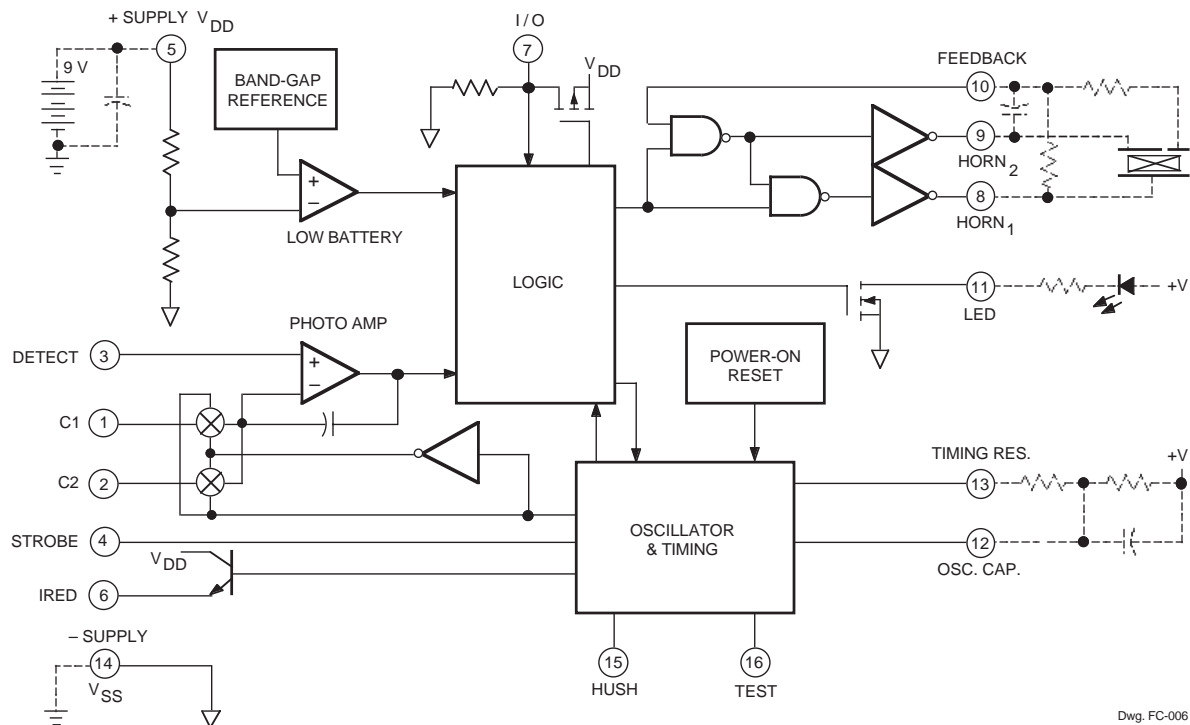 + SUPPLY V DD
5
9 V
BAND-GAP
REFERENCE
+
–
LOW BATTERY
I / O
7
V DD
FEEDBACK
10
9
HORN 2
8
HORN 1
LOGIC
11
LED
+V
PHOTO AMP
DETECT 3
+
–
C1 1
C2 2
POWER-ON
RESET
STROBE 4
V DD
IRED 6
OSCILLATOR
& TIMING
TIMING RES.
13
+V
12
OSC. CAP.
– SUPPLY
14
V SS
15
HUSH
16
TEST
Dwg. FC-006